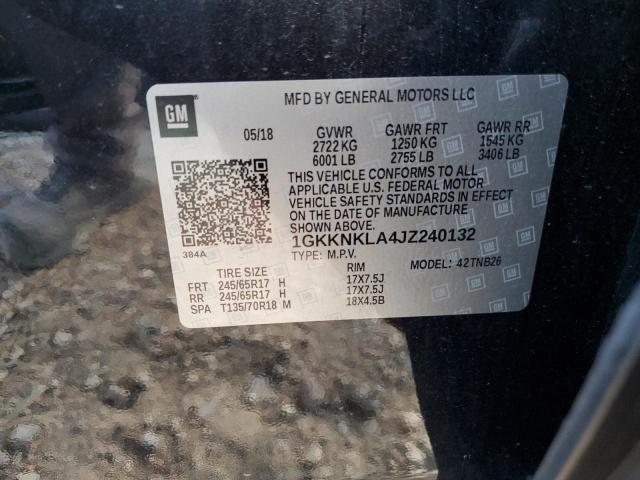 GM
MFD BY GENERAL MOTORS LLC
05/18 GVWR GAWR FRT GAWR RR
2722 KG 1250 KG 1545 KG
6001 LB 2755 LB 3406 LB
THIS VEHICLE CONFORMS TO ALL
APPLICABLE U.S. FEDERAL MOTOR
VEHICLE SAFETY STANDARDS IN EFFECT
ON THE DATE OF MANUFACTURE
SHOWN ABOVE.
1GKKNKLA4JZ240132
384A TYPE: M.P.V. MODEL: 42TNB26
TIRE SIZE RIM
FRT 245/65R17 H 17X7.5J
RR 245/65R17 H 17X7.5J
SPA T135/70R18 M 18X4.5B